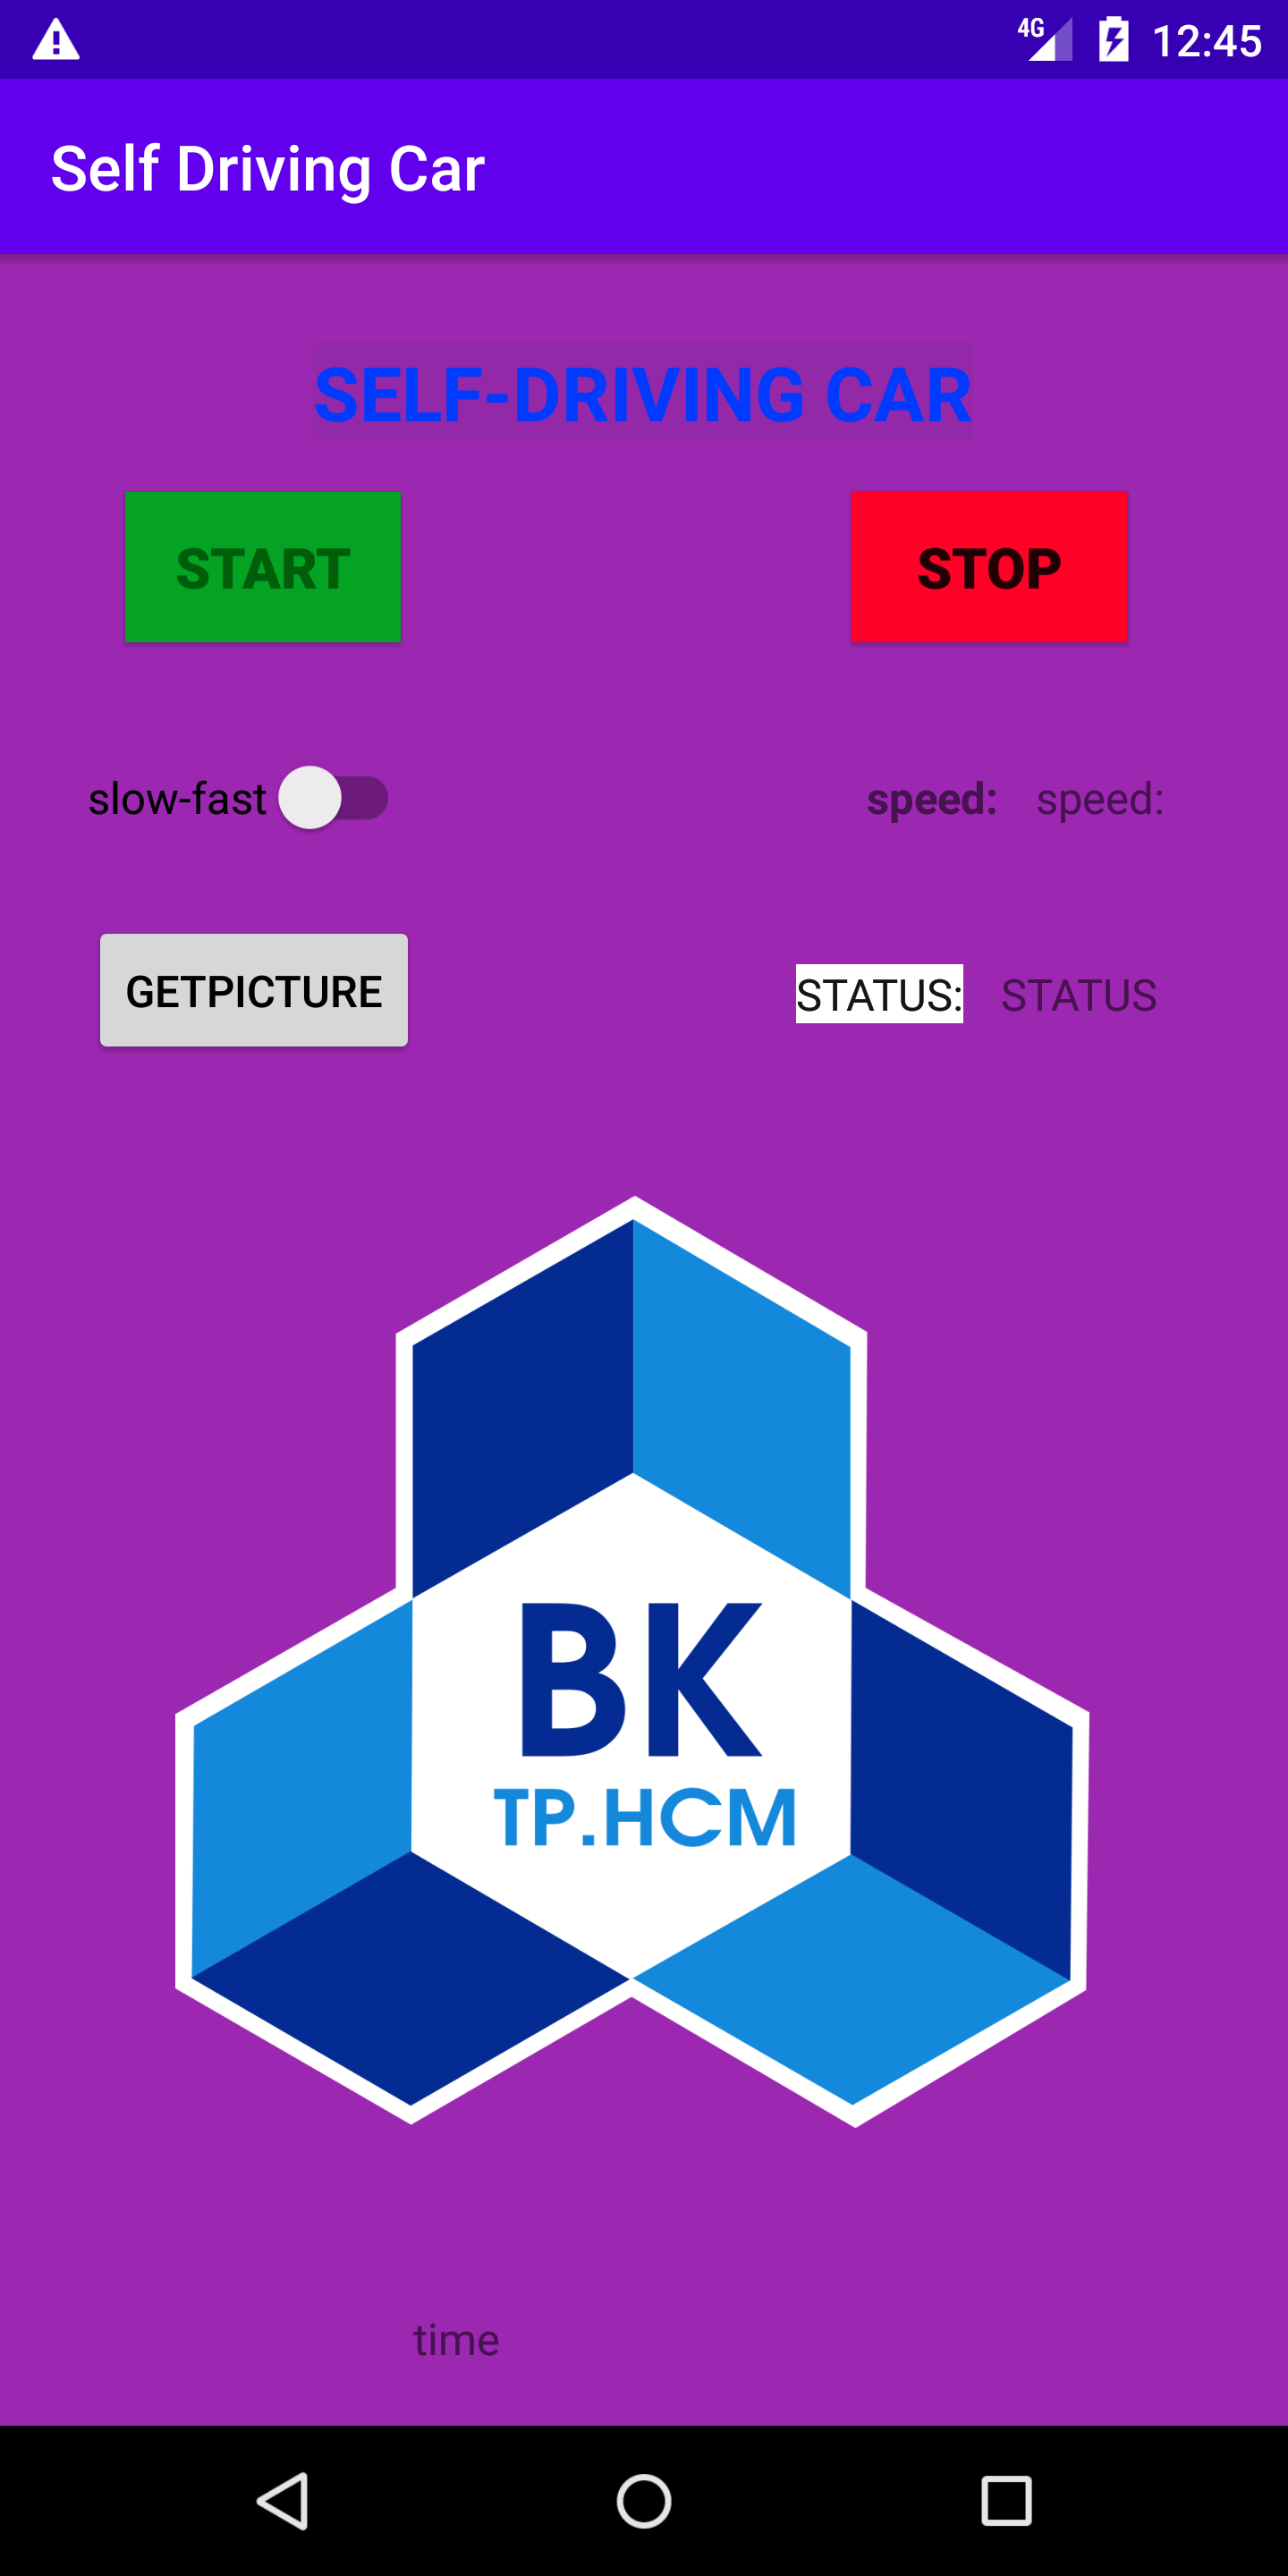 4G 12:45
Self Driving Car
SELF-DRIVING CAR
START STOP
slow-fast speed: speed:
GETPICTURE STATUS: STATUS
BK
TP.HCM
time